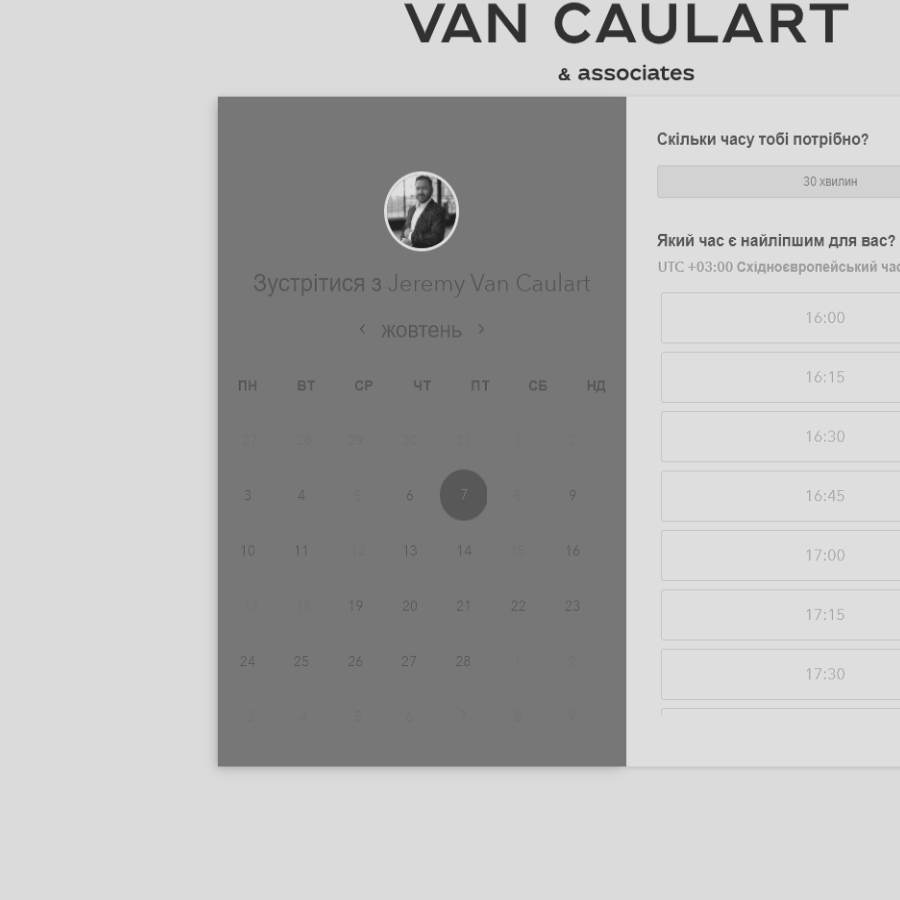 VAN CAULART
& associates
Зустрітися з Jeremy Van Caulart
жовтень
ПН ВТ СР ЧТ ПТ СБ НД
27 28 29 30 31 1 2
3 4 5 6 7 8 9
10 11 12 13 14 15 16
17 18 19 20 21 22 23
24 25 26 27 28 1 2
3 4 5 6 7 8 9
Скільки часу тобі потрібно?
30 хвилин
Який час є найліпшим для вас?
UTC +03:00 Східноєвропейський час
16:00
16:15
16:30
16:45
17:00
17:15
17:30